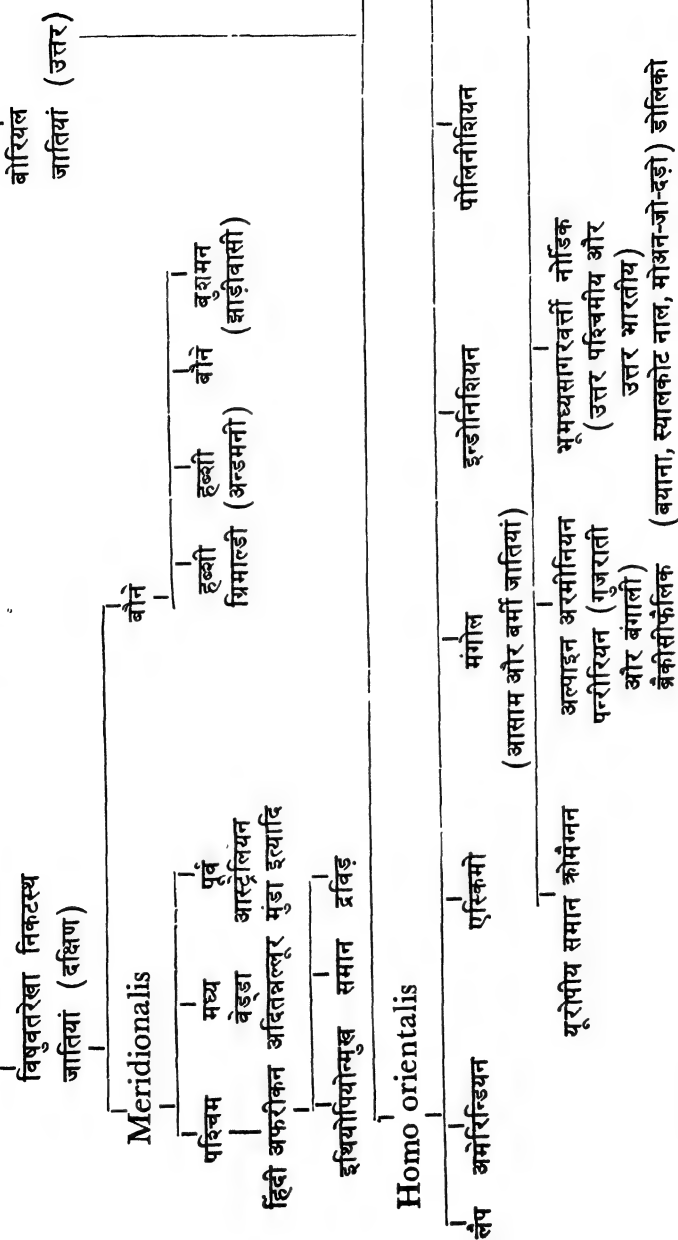 विषुवतरेखा निकटस्थ
जातियां (दक्षिण)
बोरियल
जातियां (उत्तर)
Meridionalis
बौने
पश्चिम मध्य पूर्व
वेड्डा आस्ट्रेलियन
हिंदी अफरीकन अदितन्नल्लूर मुंडा इत्यादि
हब्शी हब्शी बौने बुशमन
ग्रिमाल्डी (अन्डमनी) (झाड़ीवासी)
इथियोपियोन्मुख समान द्रविड़
Homo orientalis
लैप अमेरिन्डियन एस्किमो मंगोल इन्डोनिशियन पोलिनीशियन
(आसाम और बर्मी जातियां)
यूरोपीय समान क्रोमैग्नन
अल्पाइन अरमीनियन
पन्रीरियन (गुजराती
और बंगाली)
ब्रैकीसीफैलिक
भूमध्यसागरवर्त्ती नोर्डिक
(उत्तर पश्चिमीय और
उत्तर भारतीय)
(बयाना, स्यालकोट नाल, मोअन-जो-दड़ो) डोलिको